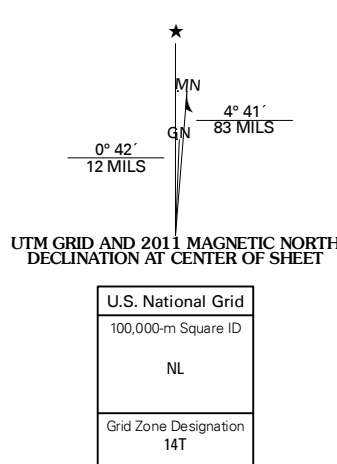 MN
4° 41´
83 MILS
GN
0° 42´
12 MILS
UTM GRID AND 2011 MAGNETIC NORTH
DECLINATION AT CENTER OF SHEET
U.S. National Grid
100,000-m Square ID
NL
Grid Zone Designation
14T